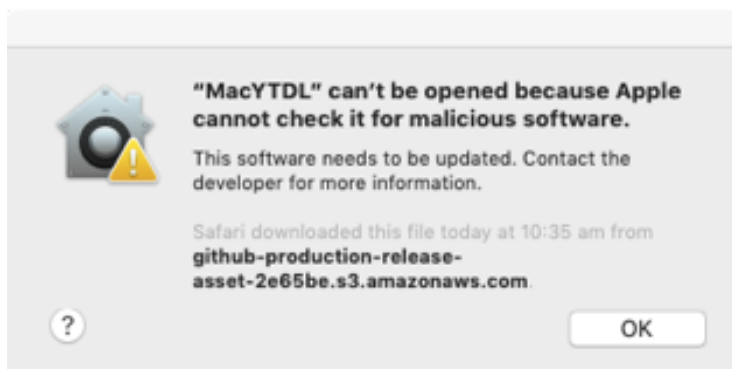 “MacYTDL” can’t be opened because Apple
cannot check it for malicious software.
This software needs to be updated. Contact the
developer for more information.
Safari downloaded this file today at 10:35 am from
github-production-release-
asset-2e65be.s3.amazonaws.com.
?
OK